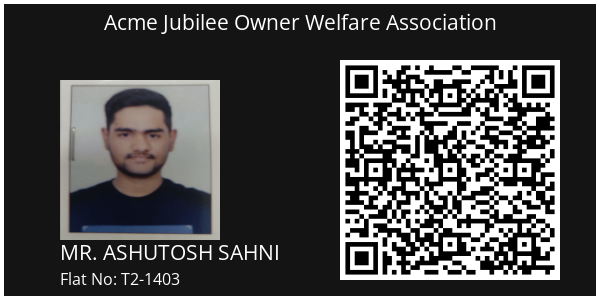 Acme Jubilee Owner Welfare Association
MR. ASHUTOSH SAHNI
Flat No: T2-1403